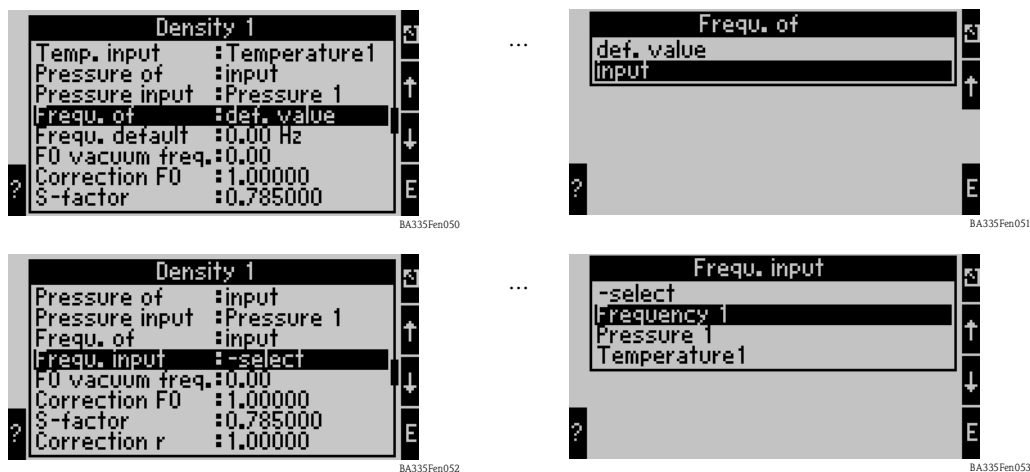 Density 1
Temp. input :Temperature1
Pressure of :input
Pressure input :Pressure 1
Frequ. of :def. value
Frequ. default :0.00 Hz
F0 vacuum freq.:0.00
Correction F0 :1.00000
S-factor :0.785000
?
E
BA335Fen050
...
Frequ. of
def. value
input
?
E
BA335Fen051
Density 1
Pressure of :input
Pressure input :Pressure 1
Frequ. of :input
Frequ. input :-select
F0 vacuum freq.:0.00
Correction F0 :1.00000
S-factor :0.785000
Correction r :1.00000
?
E
BA335Fen052
...
Frequ. input
-select
Frequency 1
Pressure 1
Temperature1
?
E
BA335Fen053